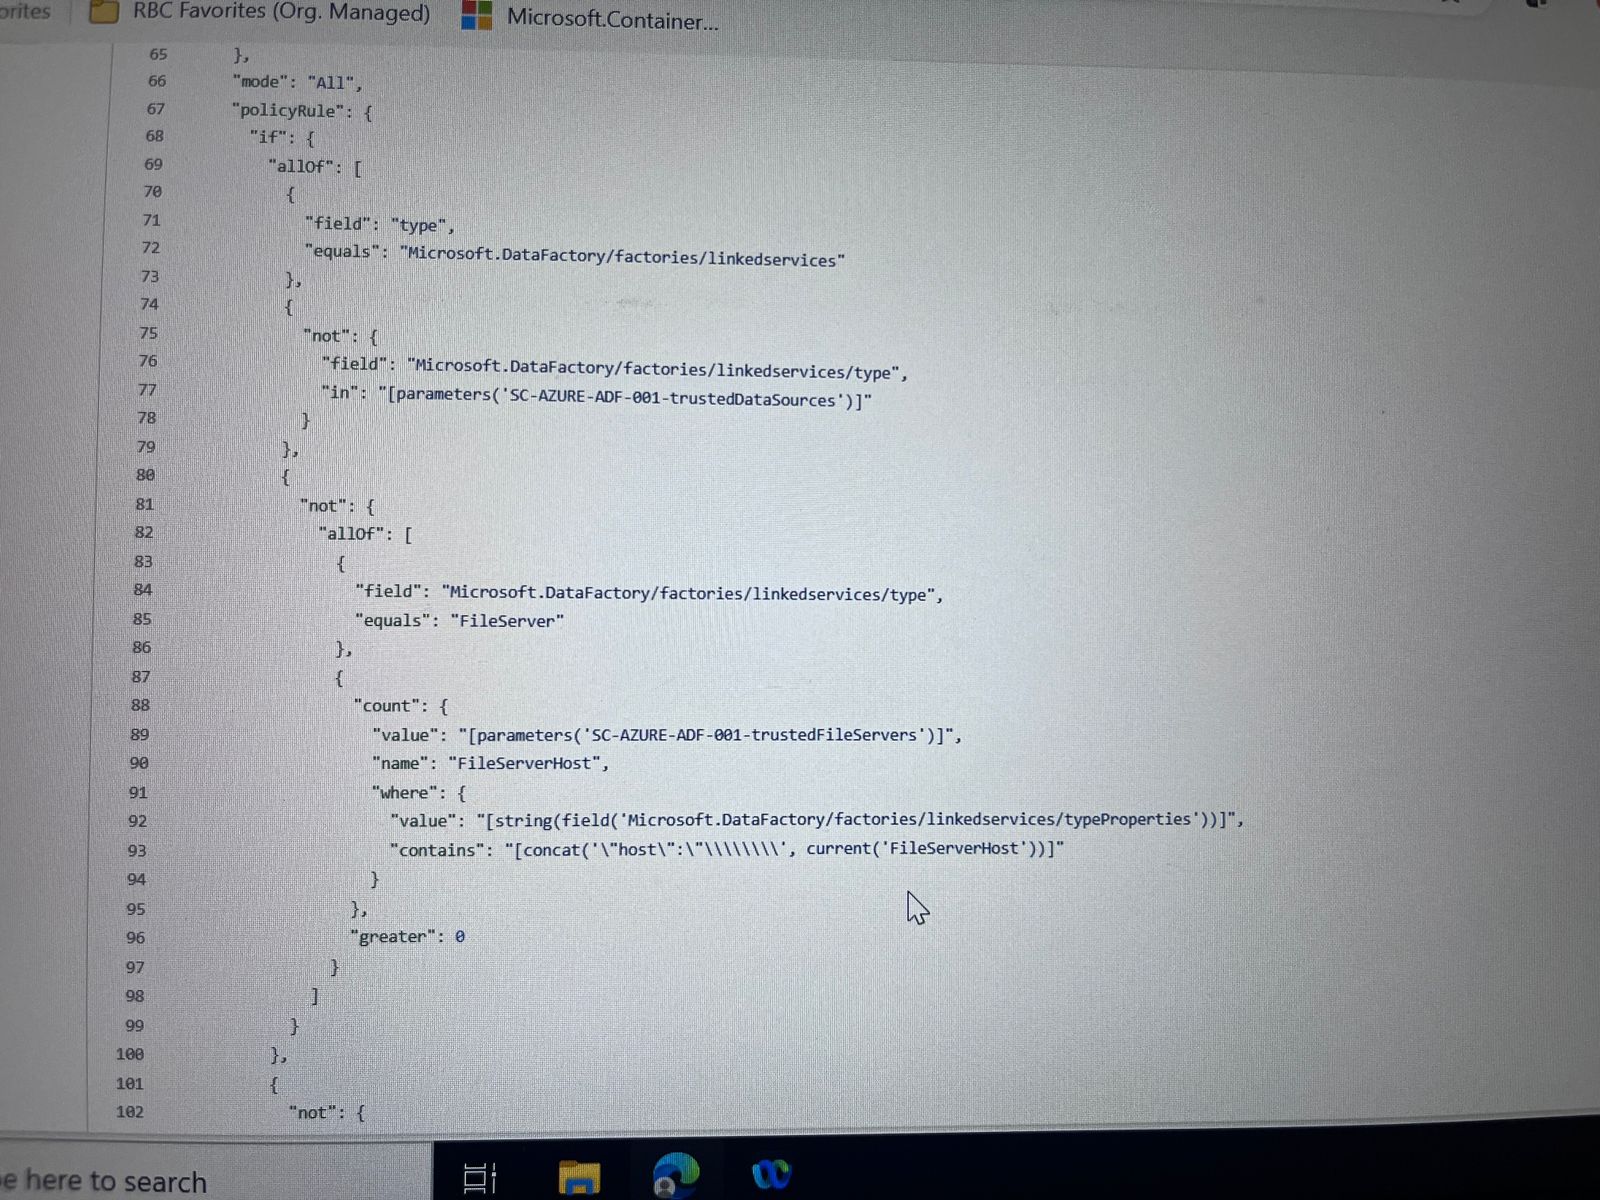 orites
RBC Favorites (Org. Managed)
Microsoft.Container...
65 },
66 "mode": "All",
67 "policyRule": {
68 "if": {
69 "allOf": [
70 {
71 "field": "type",
72 "equals": "Microsoft.DataFactory/factories/linkedservices"
73 },
74 {
75 "not": {
76 "field": "Microsoft.DataFactory/factories/linkedservices/type",
77 "in": "[parameters('SC-AZURE-ADF-001-trustedDataSources')]"
78 }
79 },
80 {
81 "not": {
82 "allOf": [
83 {
84 "field": "Microsoft.DataFactory/factories/linkedservices/type",
85 "equals": "FileServer"
86 },
87 {
88 "count": {
89 "value": "[parameters('SC-AZURE-ADF-001-trustedFileServers')]",
90 "name": "FileServerHost",
91 "where": {
92 "value": "[string(field('Microsoft.DataFactory/factories/linkedservices/typeProperties'))]",
93 "contains": "[concat('\"host\":\"\\\\\\\\', current('FileServerHost'))]"
94 }
95 },
96 "greater": 0
97 }
98 ]
99 }
100 },
101 {
102 "not": {
e here to search